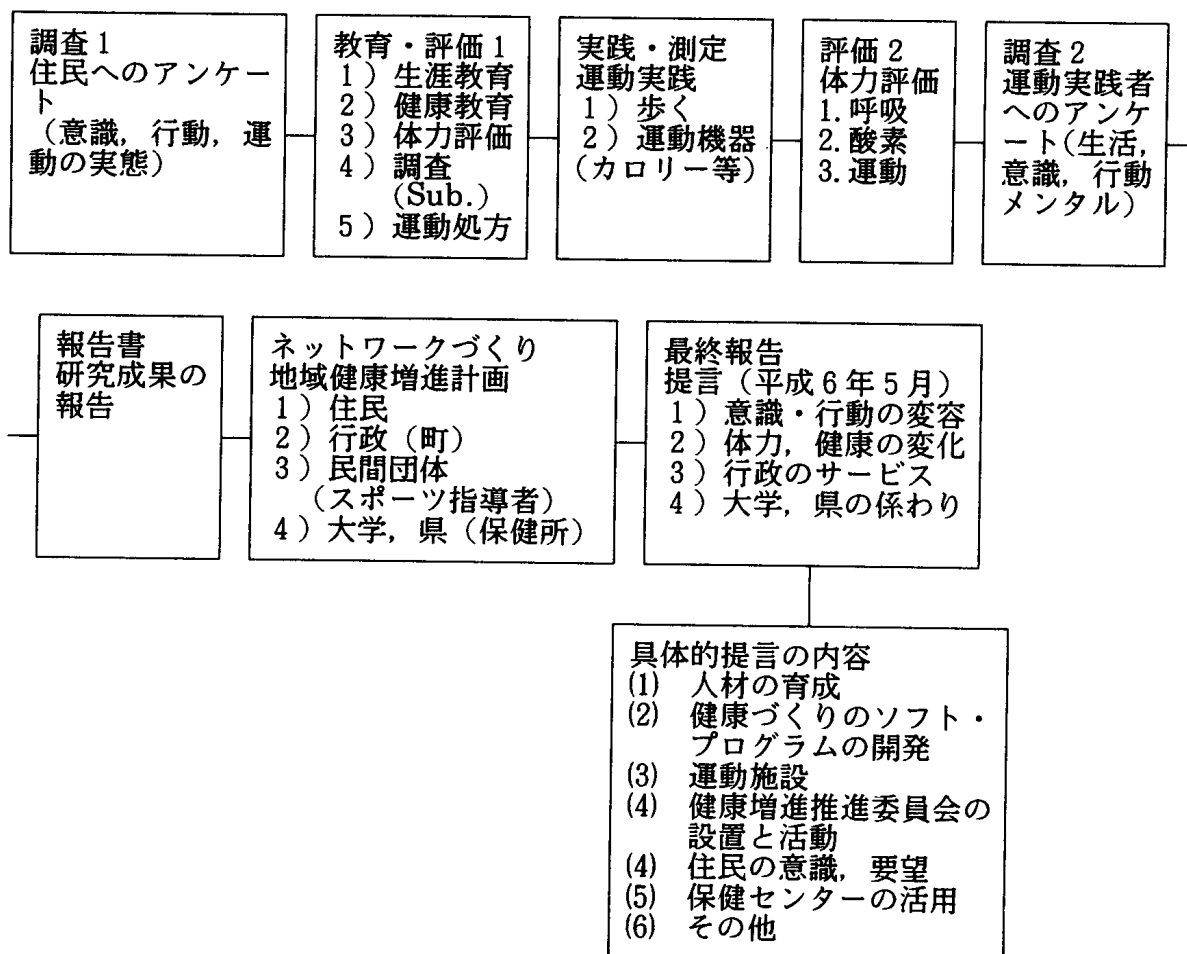 調査1
住民へのアンケー
ト
（意識，行動，運
動の実態）
教育・評価1
1）生涯教育
2）健康教育
3）体力評価
4）調査
(Sub.)
5）運動処方
実践・測定
運動実践
1）歩く
2）運動機器
(カロリー等)
評価2
体力評価
1.呼吸
2.酸素
3.運動
調査2
運動実践者
へのアンケ
ート(生活，
意識，行動
メンタル)
報告書
研究成果の
報告
ネットワークづくり
地域健康増進計画
1）住民
2）行政（町）
3）民間団体
（スポーツ指導者）
4）大学，県（保健所）
最終報告
提言（平成6年5月）
1）意識・行動の変容
2）体力，健康の変化
3）行政のサービス
4）大学，県の係わり
具体的提言の内容
(1) 人材の育成
(2) 健康づくりのソフト・
プログラムの開発
(3) 運動施設
(4) 健康増進推進委員会の
設置と活動
(4) 住民の意識，要望
(5) 保健センターの活用
(6) その他